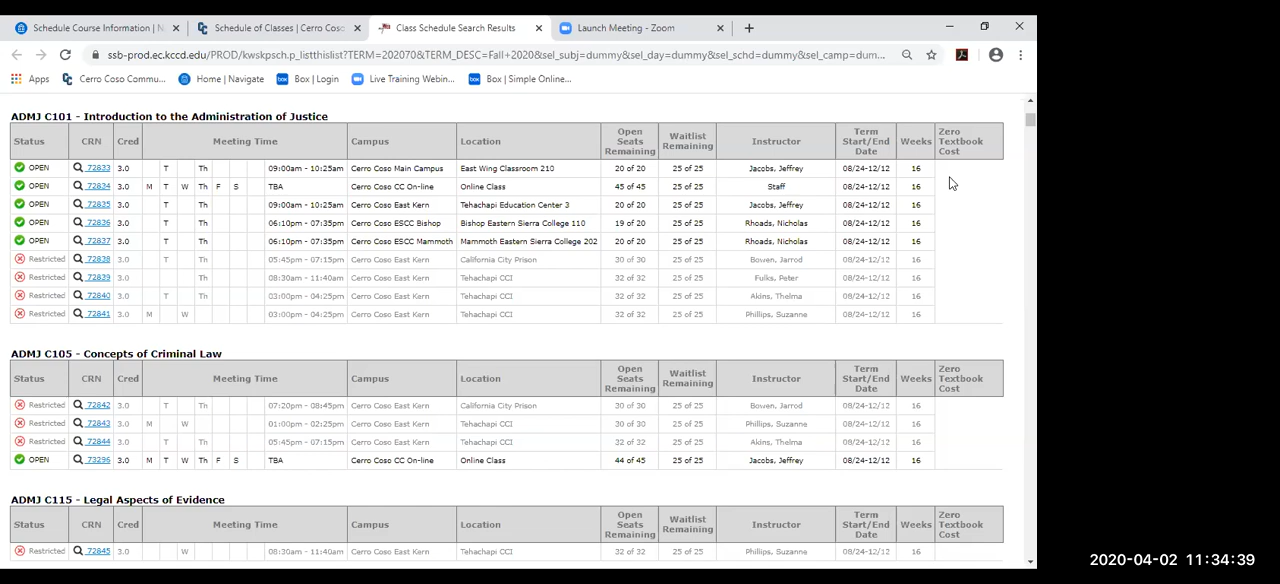 Schedule Course Information | N
Schedule of Classes | Cerro Coso
Class Schedule Search Results
Launch Meeting - Zoom
ssb-prod.ec.kccd.edu/PROD/kwskpsch.p_listthislist?TERM=202070&TERM_DESC=Fall+2020&sel_subj=dummy&sel_day=dummy&sel_schd=dummy&sel_camp=dum...
Apps Cerro Coso Commu... Home | Navigate Box | Login Live Training Webin... Box | Simple Online...
ADMJ C101 - Introduction to the Administration of Justice
Status CRN Cred Meeting Time Campus Location Open Seats Remaining Waitlist Remaining Instructor Term Start/End Date Weeks Zero Textbook Cost
OPEN 72833 3.0 T Th 09:00am - 10:25am Cerro Coso Main Campus East Wing Classroom 210 20 of 20 25 of 25 Jacobs, Jeffrey 08/24-12/12 16
OPEN 72834 3.0 M T W Th F S TBA Cerro Coso CC On-line Online Class 45 of 45 25 of 25 Staff 08/24-12/12 16
OPEN 72835 3.0 T Th 09:00am - 10:25am Cerro Coso East Kern Tehachapi Education Center 3 20 of 20 25 of 25 Jacobs, Jeffrey 08/24-12/12 16
OPEN 72836 3.0 T Th 06:10pm - 07:35pm Cerro Coso ESCC Bishop Bishop Eastern Sierra College 110 19 of 20 25 of 25 Rhoads, Nicholas 08/24-12/12 16
OPEN 72837 3.0 T Th 06:10pm - 07:35pm Cerro Coso ESCC Mammoth Mammoth Eastern Sierra College 202 20 of 20 25 of 25 Rhoads, Nicholas 08/24-12/12 16
Restricted 72838 3.0 T Th 05:45pm - 07:15pm Cerro Coso East Kern California City Prison 30 of 30 25 of 25 Bowen, Jarrod 08/24-12/12 16
Restricted 72839 3.0 Th 08:30am - 11:40am Cerro Coso East Kern Tehachapi CCI 32 of 32 25 of 25 Fulks, Peter 08/24-12/12 16
Restricted 72840 3.0 T Th 03:00pm - 04:25pm Cerro Coso East Kern Tehachapi CCI 32 of 32 25 of 25 Akins, Thelma 08/24-12/12 16
Restricted 72841 3.0 M W 03:00pm - 04:25pm Cerro Coso East Kern Tehachapi CCI 32 of 32 25 of 25 Phillips, Suzanne 08/24-12/12 16
ADMJ C105 - Concepts of Criminal Law
Status CRN Cred Meeting Time Campus Location Open Seats Remaining Waitlist Remaining Instructor Term Start/End Date Weeks Zero Textbook Cost
Restricted 72842 3.0 T Th 07:20pm - 08:45pm Cerro Coso East Kern California City Prison 30 of 30 25 of 25 Bowen, Jarrod 08/24-12/12 16
Restricted 72843 3.0 M W 01:00pm - 02:25pm Cerro Coso East Kern Tehachapi CCI 30 of 30 25 of 25 Phillips, Suzanne 08/24-12/12 16
Restricted 72844 3.0 T Th 05:45pm - 07:15pm Cerro Coso East Kern Tehachapi CCI 32 of 32 25 of 25 Akins, Thelma 08/24-12/12 16
OPEN 73296 3.0 M T W Th F S TBA Cerro Coso CC On-line Online Class 44 of 45 25 of 25 Jacobs, Jeffrey 08/24-12/12 16
ADMJ C115 - Legal Aspects of Evidence
Status CRN Cred Meeting Time Campus Location Open Seats Remaining Waitlist Remaining Instructor Term Start/End Date Weeks Zero Textbook Cost
Restricted 72845 3.0 W 08:30am - 11:40am Cerro Coso East Kern Tehachapi CCI 32 of 32 25 of 25 Phillips, Suzanne 08/24-12/12 16
2020-04-02 11:34:39